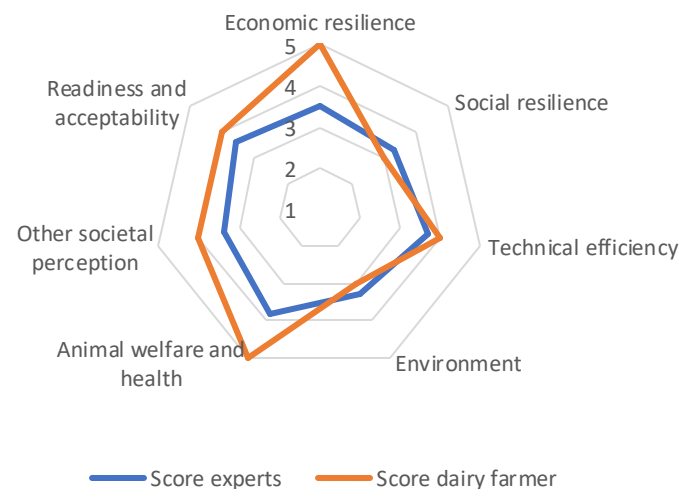 Economic resilience
5
4
3
2
1
Readiness and
acceptability
Social resilience
Other societal
perception
Technical efficiency
Animal welfare and
health
Environment
Score experts
Score dairy farmer